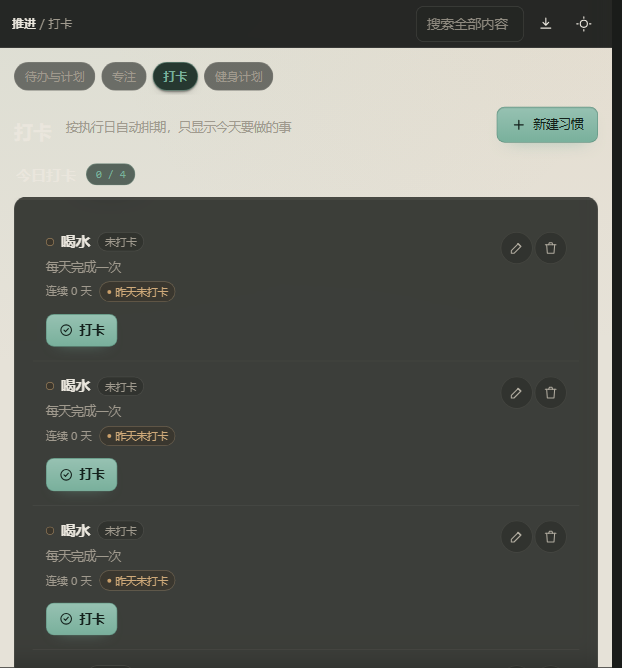 推进 / 打卡
搜索全部内容
待办与计划
专注
打卡
健身计划
打卡
按执行日自动排期，只显示今天要做的事
+ 新建习惯
今日打卡
0 / 4
喝水 未打卡
每天完成一次
连续 0 天 • 昨天未打卡
打卡
喝水 未打卡
每天完成一次
连续 0 天 • 昨天未打卡
打卡
喝水 未打卡
每天完成一次
连续 0 天 • 昨天未打卡
打卡